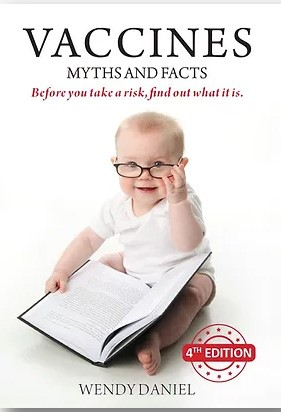 VACCINES
MYTHS AND FACTS
Before you take a risk, find out what it is.
4TH EDITION
WENDY DANIEL